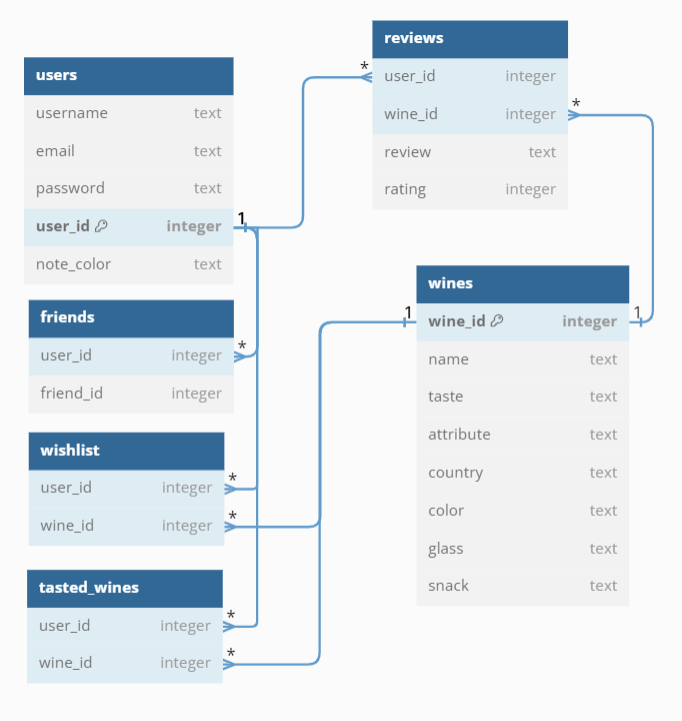 users
username text
email text
password text
user_id integer
note_color text
friends
user_id integer
friend_id integer
wishlist
user_id integer
wine_id integer
tasted_wines
user_id integer
wine_id integer
reviews
user_id integer
wine_id integer
review text
rating integer
wines
wine_id integer
name text
taste text
attribute text
country text
color text
glass text
snack text
1
*
*
*
*
*
*
1
1